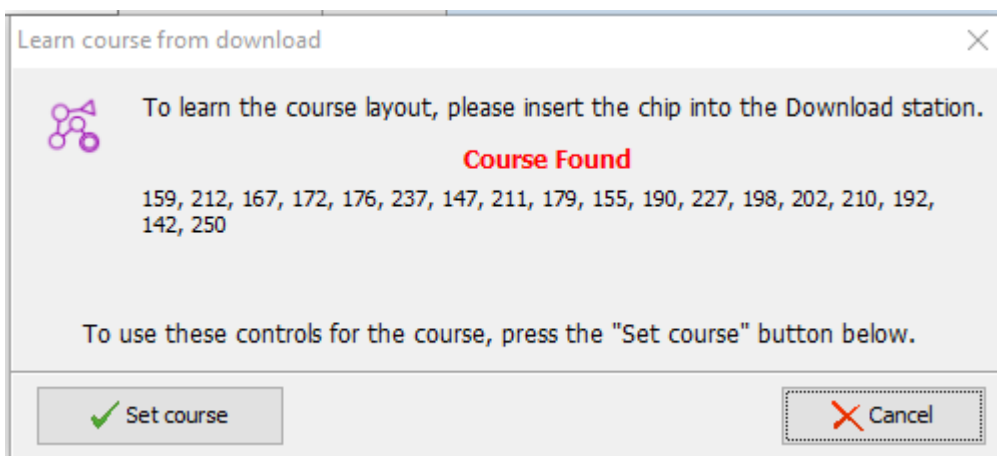 Learn course from download
To learn the course layout, please insert the chip into the Download station.
Course Found
159, 212, 167, 172, 176, 237, 147, 211, 179, 155, 190, 227, 198, 202, 210, 192,
142, 250
To use these controls for the course, press the "Set course" button below.
Set course
Cancel